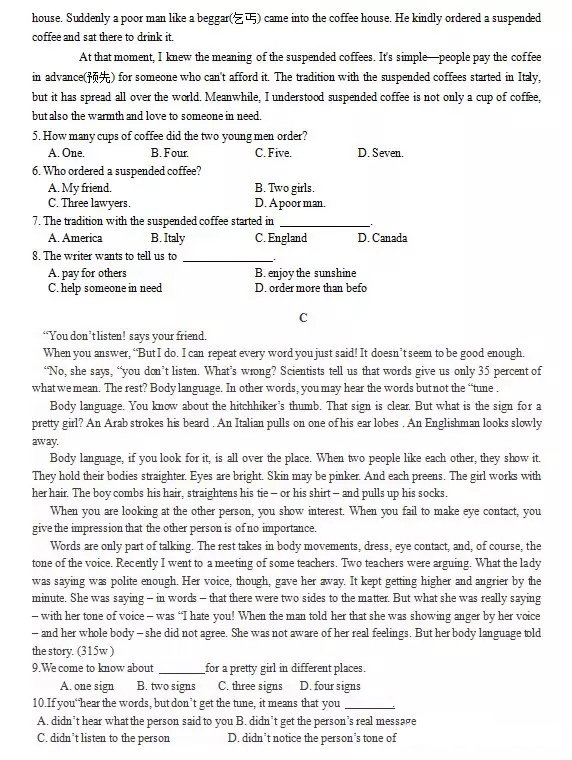 house. Suddenly a poor man like a beggar(乞丐) came into the coffee house. He kindly ordered a suspended
coffee and sat there to drink it.
At that moment, I knew the meaning of the suspended coffees. It's simple—people pay the coffee
in advance(预先) for someone who can't afford it. The tradition with the suspended coffees started in Italy,
but it has spread all over the world. Meanwhile, I understood suspended coffee is not only a cup of coffee,
but also the warmth and love to someone in need.
5. How many cups of coffee did the two young men order?
A. One. B. Four. C. Five. D. Seven.
6. Who ordered a suspended coffee?
A. My friend. B. Two girls.
C. Three lawyers. D. A poor man.
7. The tradition with the suspended coffee started in ________________.
A. America B. Italy C. England D. Canada
8. The writer wants to tell us to ________________.
A. pay for others B. enjoy the sunshine
C. help someone in need D. order more than befo
C
“You don’t listen! says your friend.
When you answer, “But I do. I can repeat every word you just said! It doesn’t seem to be good enough.
“No, she says, “you don’t listen. What’s wrong? Scientists tell us that words give us only 35 percent of
what we mean. The rest? Body language. In other words, you may hear the words but not the “tune .
Body language. You know about the hitchhiker’s thumb. That sign is clear. But what is the sign for a
pretty girl? An Arab strokes his beard . An Italian pulls on one of his ear lobes . An Englishman looks slowly
away.
Body language, if you look for it, is all over the place. When two people like each other, they show it.
They hold their bodies straighter. Eyes are bright. Skin may be pinker. And each preens. The girl works with
her hair. The boy combs his hair, straightens his tie – or his shirt – and pulls up his socks.
When you are looking at the other person, you show interest. When you fail to make eye contact, you
give the impression that the other person is of no importance.
Words are only part of talking. The rest takes in body movements, dress, eye contact, and, of course, the
tone of the voice. Recently I went to a meeting of some teachers. Two teachers were arguing. What the lady
was saying was polite enough. Her voice, though, gave her away. It kept getting higher and angrier by the
minute. She was saying – in words – that there were two sides to the matter. But what she was really saying
– with her tone of voice – was “I hate you! When the man told her that she was showing anger by her voice
– and her whole body – she did not agree. She was not aware of her real feelings. But her body language told
the story. (315w )
9.We come to know about ________for a pretty girl in different places.
A. one sign B. two signs C. three signs D. four signs
10.If you“hear the words, but don’t get the tune, it means that you ________.
A. didn’t hear what the person said to you B. didn’t get the person’s real message
C. didn’t listen to the person D. didn’t notice the person’s tone of